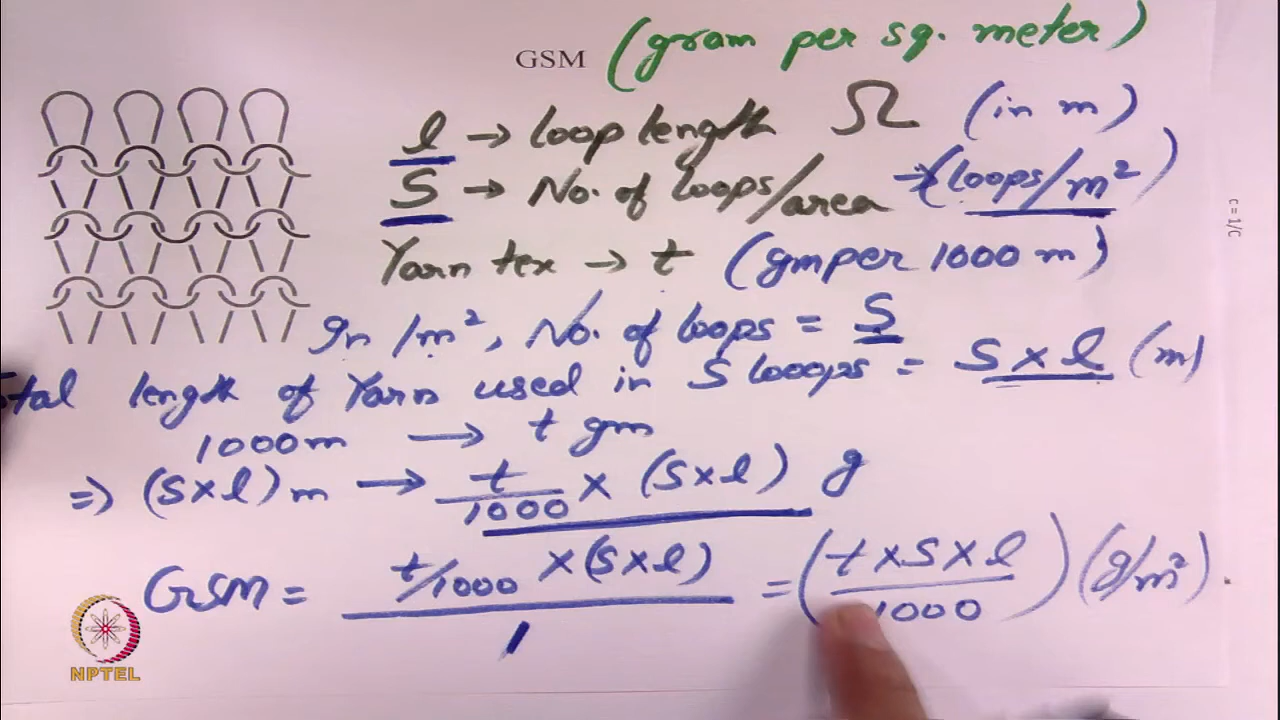 GSM (gram per sq. meter)
l → loop length Ω (in m)
S → No. of loops/area → (loops/m²)
Yarn tex → t (gm per 1000 m)
In 1m², No. of loops = S
length of Yarn used in S looops = S x l (m)
1000m → t gm
=> (S x l) m → t/1000 x (S x l) g
GSM = t/1000 x (S x l) / 1 = (t x S x l / 1000) (g/m²).
c = 1/C
NPTEL